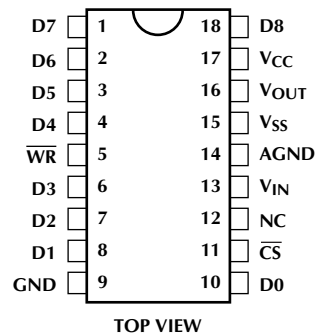 D7 1 18 D8
D6 2 17 VCC
D5 3 16 VOUT
D4 4 15 VSS
WR 5 14 AGND
D3 6 13 VIN
D2 7 12 NC
D1 8 11 CS
GND 9 10 D0
TOP VIEW